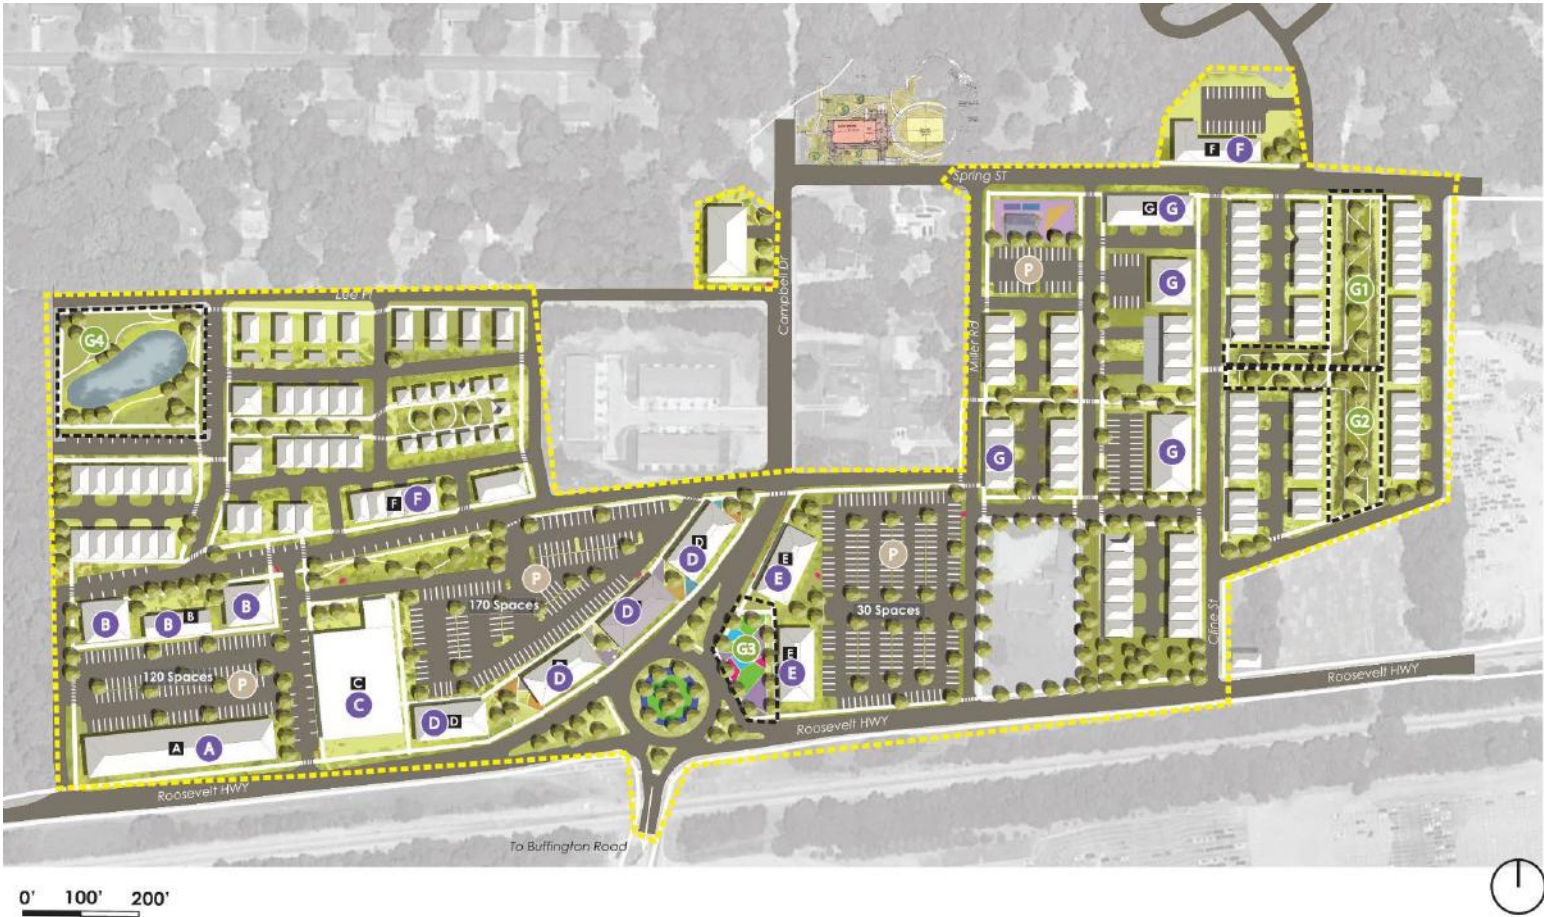 Spring ST
F F
G G
P
G
G1
Lee Pl
Campbell Dr
Miller Rd
G4
G2
G
G
F F
D
D
P
E
E
P
170 Spaces
30 Spaces
B
B
B B
D
Cline St
G3
E
E
120 Spaces
P
C
C
D
D D
A A
Roosevelt HWY
Roosevelt HWY
Roosevelt HWY
To Buffington Road
0' 100' 200'